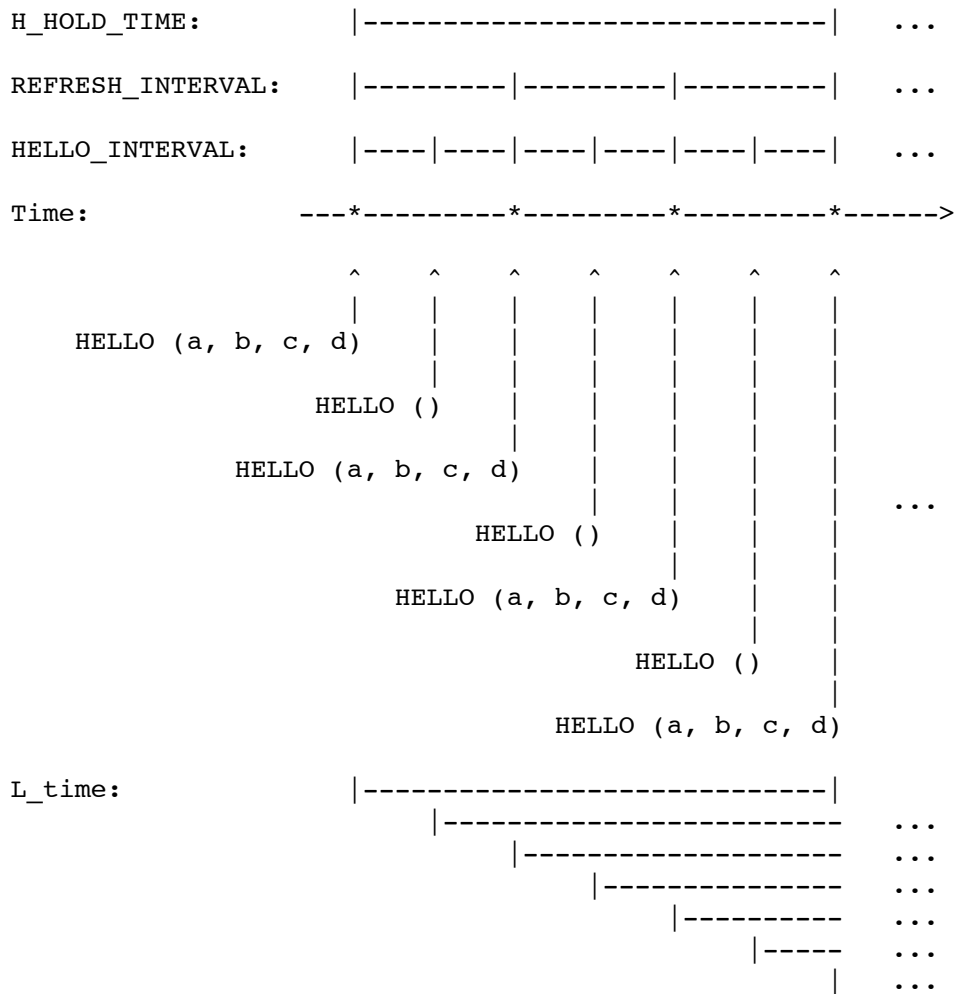 H_HOLD_TIME:           |-----------------------------|   ...
REFRESH_INTERVAL:      |---------|---------|---------|   ...
HELLO_INTERVAL:        |----|----|----|----|----|----|   ...
Time:               ---*---------*---------*---------*------>
                       ^    ^    ^    ^    ^    ^    ^
                       |    |    |    |    |    |    |
     HELLO (a, b, c, d)     |    |    |    |    |    |
                            |    |    |    |    |    |
                    HELLO ()     |    |    |    |    |
                                 |    |    |    |    |
               HELLO (a, b, c, d)     |    |    |    |
                                      |    |    |    |   ...
                              HELLO ()     |    |    |
                                           |    |    |
                         HELLO (a, b, c, d)     |    |
                                                |    |
                                        HELLO ()     |
                                                     |
                                   HELLO (a, b, c, d)
L_time:                |-----------------------------|
                            |-------------------------   ...
                                 |--------------------   ...
                                      |---------------   ...
                                           |----------   ...
                                                |-----   ...
                                                     |   ...